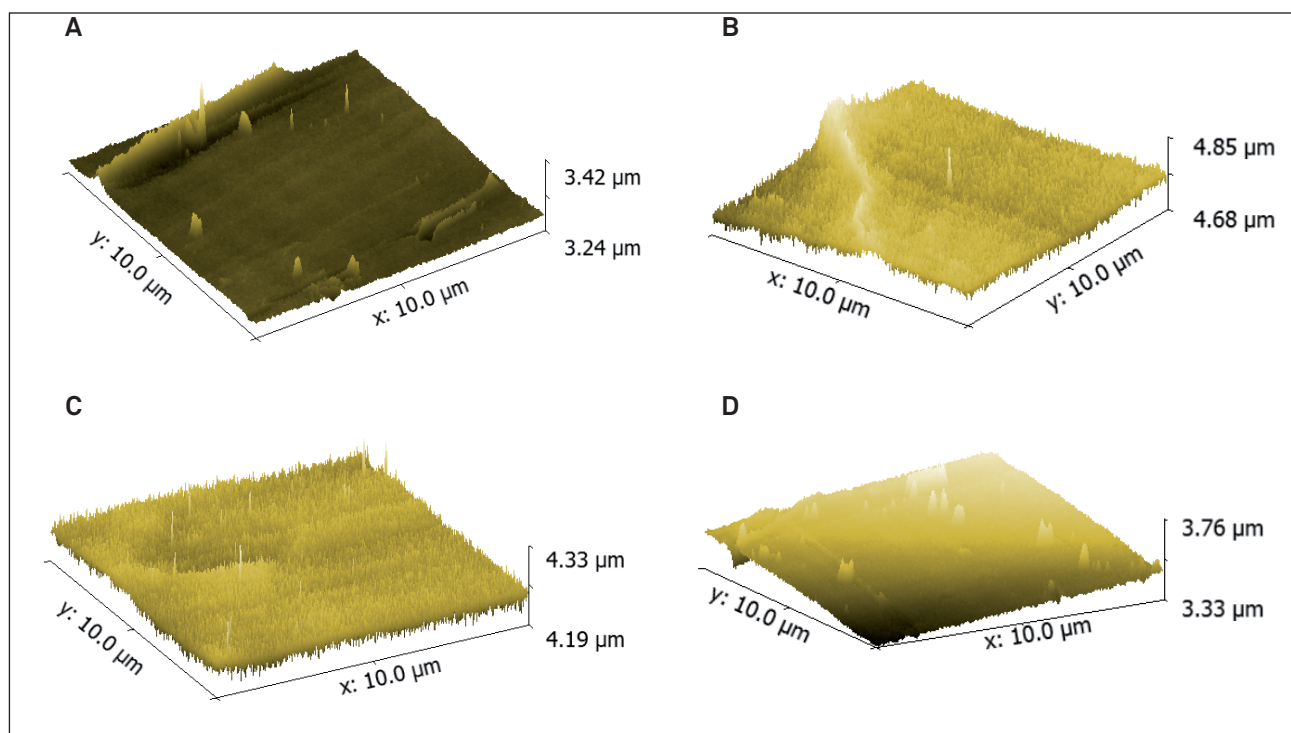 A
3.42 µm
3.24 µm
y: 10.0 µm
x: 10.0 µm
B
4.85 µm
4.68 µm
x: 10.0 µm
y: 10.0 µm
C
4.33 µm
4.19 µm
y: 10.0 µm
x: 10.0 µm
D
3.76 µm
3.33 µm
y: 10.0 µm
x: 10.0 µm